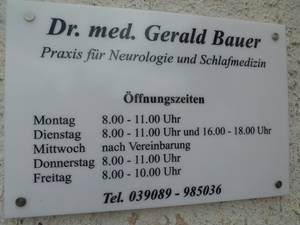 Dr. med. Gerald Bauer
Praxis für Neurologie und Schlafmedizin
Öffnungszeiten
Montag 8.00 - 11.00 Uhr
Dienstag 8.00 - 11.00 Uhr und 16.00 - 18.00 Uhr
Mittwoch nach Vereinbarung
Donnerstag 8.00 - 11.00 Uhr
Freitag 8.00 - 10.00 Uhr
Tel. 039089 - 985036